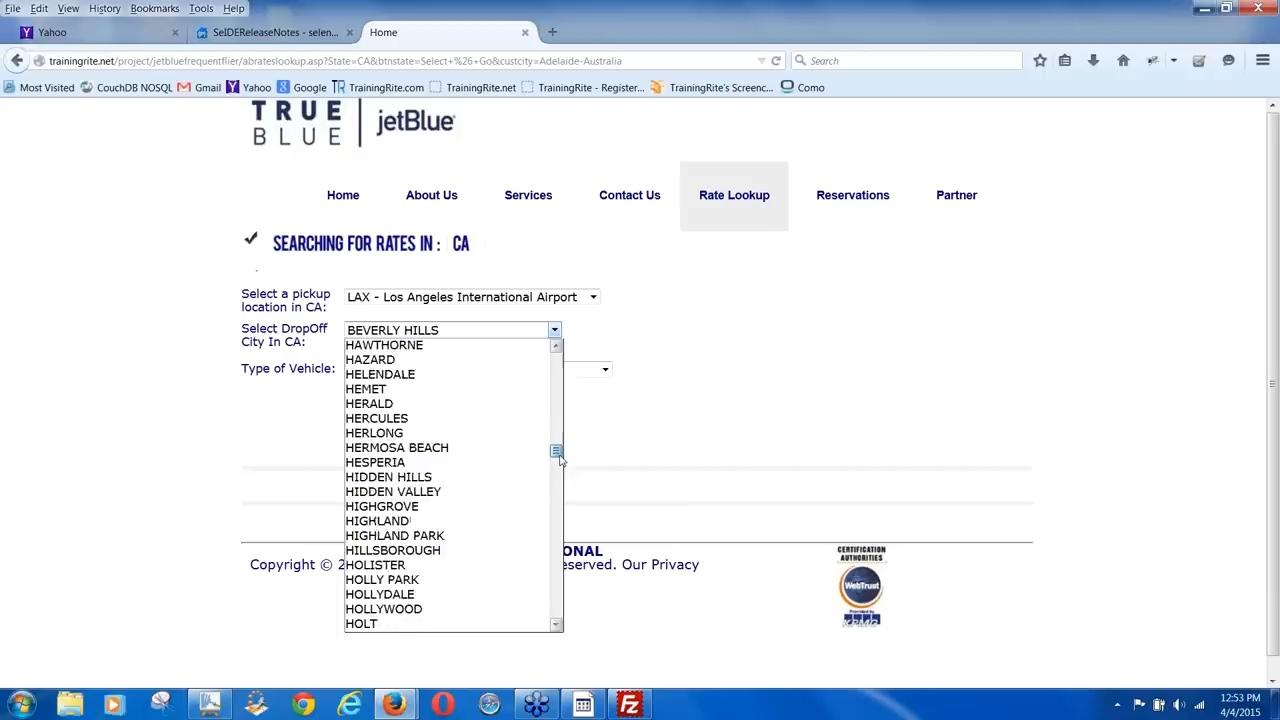 File Edit View History Bookmarks Tools Help
Yahoo × SeIDEReleaseNotes - selen... × Home ×
trainingrite.net/project/jetbluefrequentflier/abrateslookup.asp?State=CA&btnstate=Select+%26+Go&custcity=Adelelde-Australia Search
Most Visited CouchDB NOSQL Gmail Yahoo Google TrainingRite.com TrainingRite.net TrainingRite - Register... TrainingRite's Screenc... Como
TRUE
BLUE
jetBlue
Home About Us Services Contact Us Rate Lookup Reservations Partner
SEARCHING FOR RATES IN : CA
Select a pickup
location in CA:
LAX - Los Angeles International Airport
Select DropOff
City In CA:
BEVERLY HILLS
Type of Vehicle:
HAWTHORNE
HAZARD
HELENDALE
HEMET
HERALD
HERCULES
HERLONG
HERMOSA BEACH
HESPERIA
HIDDEN HILLS
HIDDEN VALLEY
HIGHGROVE
HIGHLAND
HIGHLAND PARK
HILLSBOROUGH
HOLISTER
HOLLY PARK
HOLLYDALE
HOLLYWOOD
HOLT
ONAL
Copyright © 2 eserved. Our Privacy
CERTIFICATION
AUTHORITIES
WebTrust
12:53 PM
4/4/2015